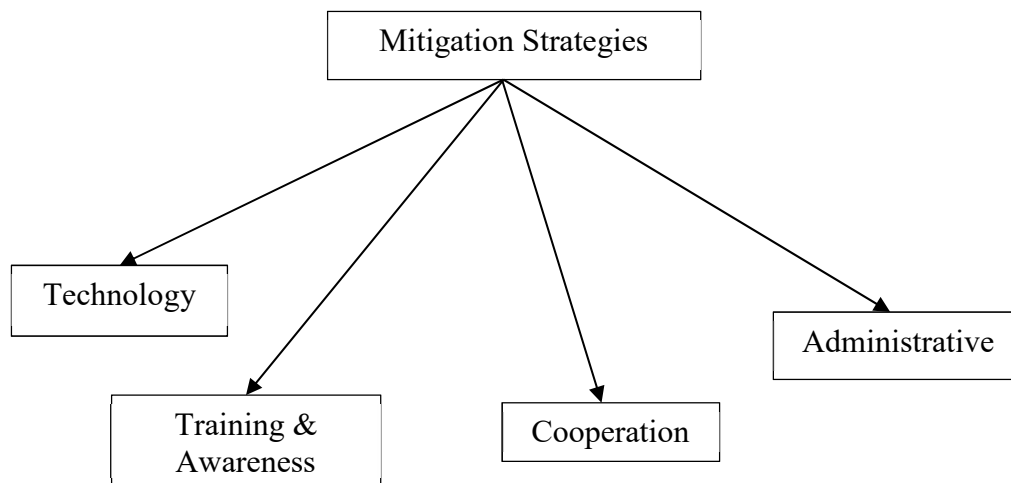 Mitigation Strategies
Technology
Administrative
Training &
Awareness
Cooperation